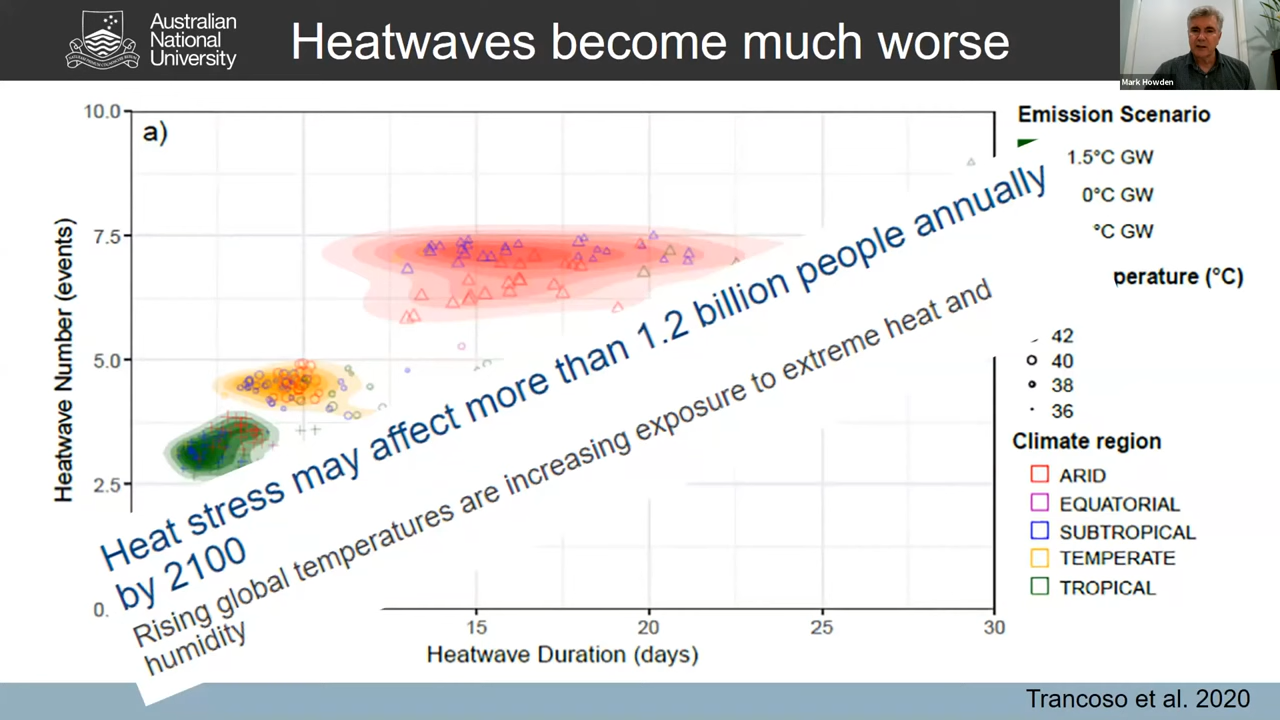 Australian
National
University
Heatwaves become much worse
Mark Howden
a)
10.0
7.5
5.0
2.5
0.
Heatwave Number (events)
15
20
25
30
Heatwave Duration (days)
Heat stress may affect more than 1.2 billion people annually
by 2100
Rising global temperatures are increasing exposure to extreme heat and
humidity
Emission Scenario
1.5°C GW
0°C GW
°C GW
perature (°C)
42
40
38
36
Climate region
ARID
EQUATORIAL
SUBTROPICAL
TEMPERATE
TROPICAL
Trancoso et al. 2020